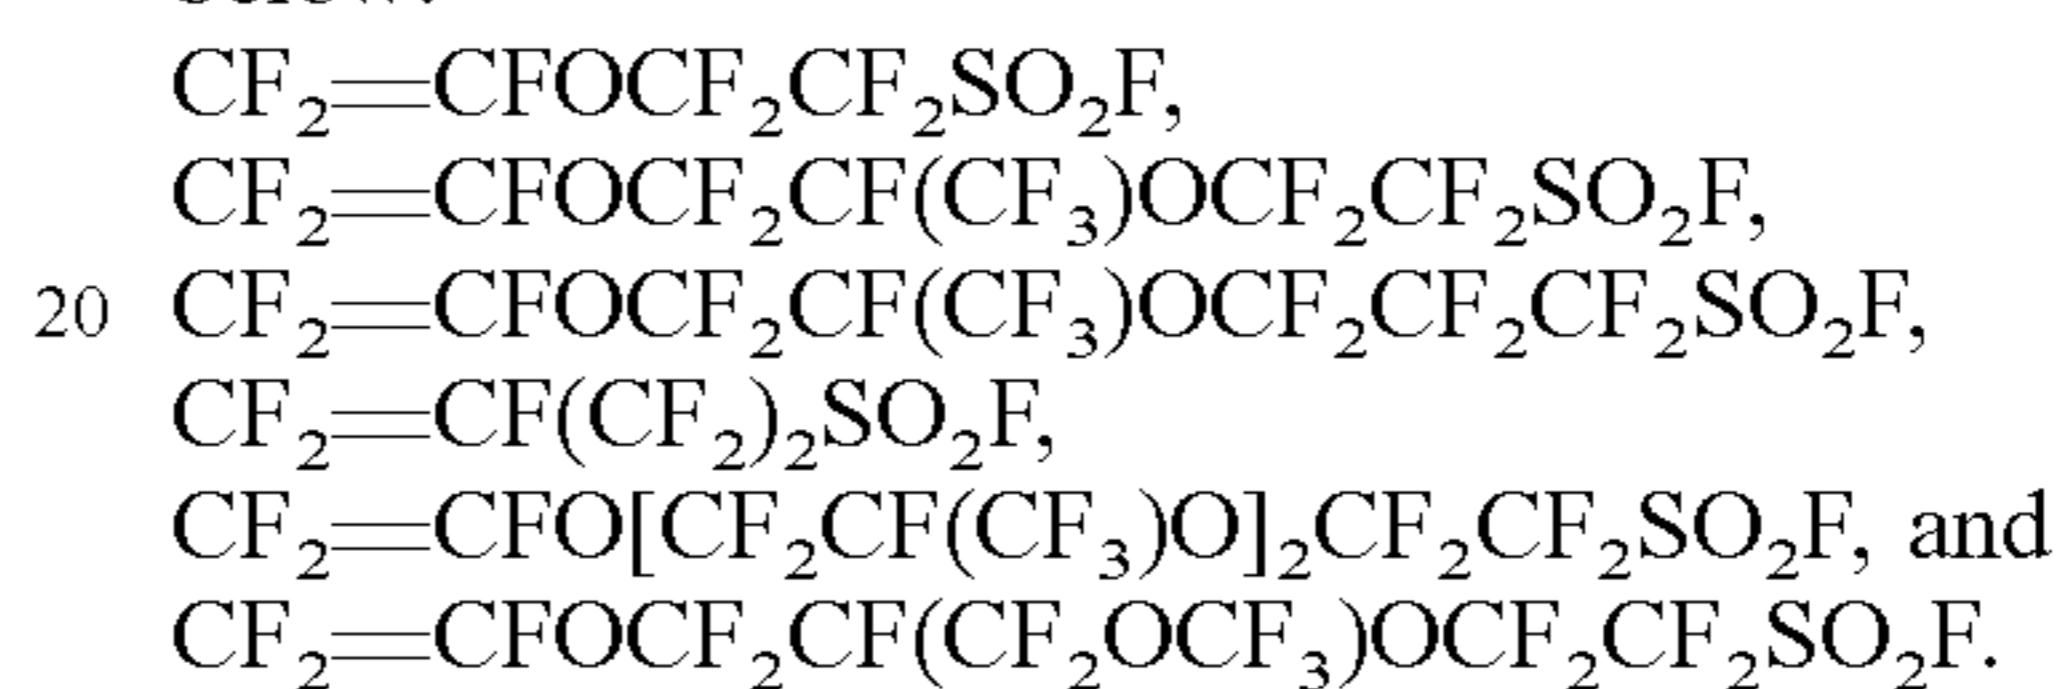 CF₂=CFOCF₂CF₂SO₂F,
CF₂=CFOCF₂CF(CF₃)OCF₂CF₂SO₂F,
20 CF₂=CFOCF₂CF(CF₃)OCF₂CF₂CF₂SO₂F,
CF₂=CF(CF₂)₂SO₂F,
CF₂=CFO[CF₂CF(CF₃)O]₂CF₂CF₂SO₂F, and
CF₂=CFOCF₂CF(CF₂OCF₃)OCF₂CF₂SO₂F.